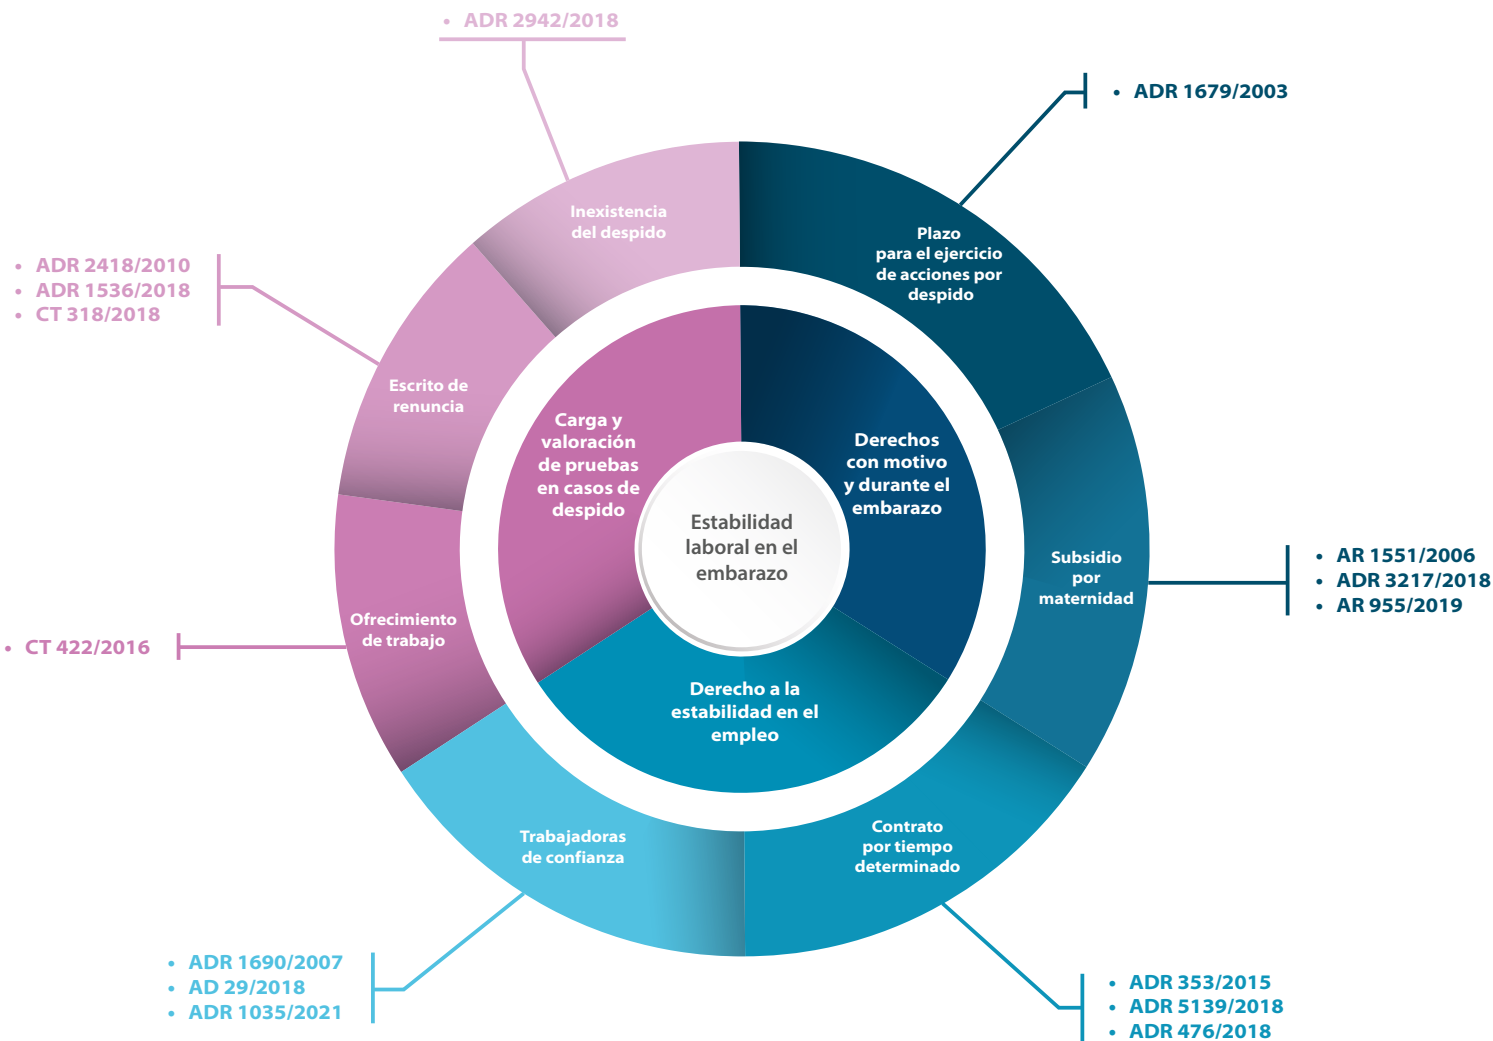 • ADR 2942/2018
• ADR 1679/2003
Inexistencia
del despido
Plazo
para el ejercicio
de acciones por
despido
• ADR 2418/2010
• ADR 1536/2018
• CT 318/2018
Escrito de
renuncia
Carga y
valoración
de pruebas
en casos de
despido
Derechos
con motivo
y durante el
embarazo
Estabilidad
laboral en el
embarazo
Subsidio
por
maternidad
• AR 1551/2006
• ADR 3217/2018
• AR 955/2019
Ofrecimiento
de trabajo
• CT 422/2016
Derecho a la
estabilidad en el
empleo
Trabajadoras
de confianza
Contrato
por tiempo
determinado
• ADR 1690/2007
• AD 29/2018
• ADR 1035/2021
• ADR 353/2015
• ADR 5139/2018
• ADR 476/2018